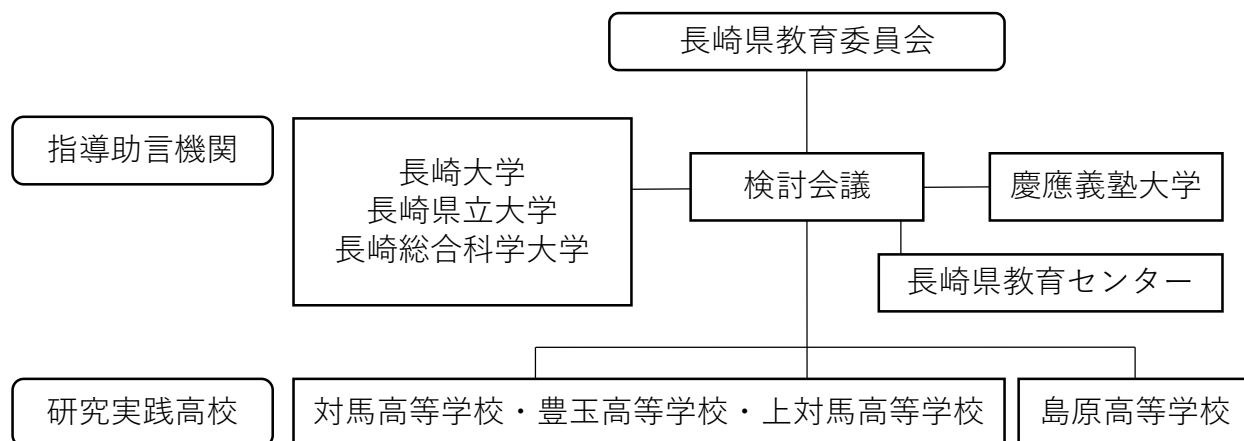 長崎県教育委員会
指導助言機関
長崎大学
長崎県立大学
長崎総合科学大学
検討会議
慶應義塾大学
長崎県教育センター
研究実践高校
対馬高等学校・豊玉高等学校・上対馬高等学校
島原高等学校